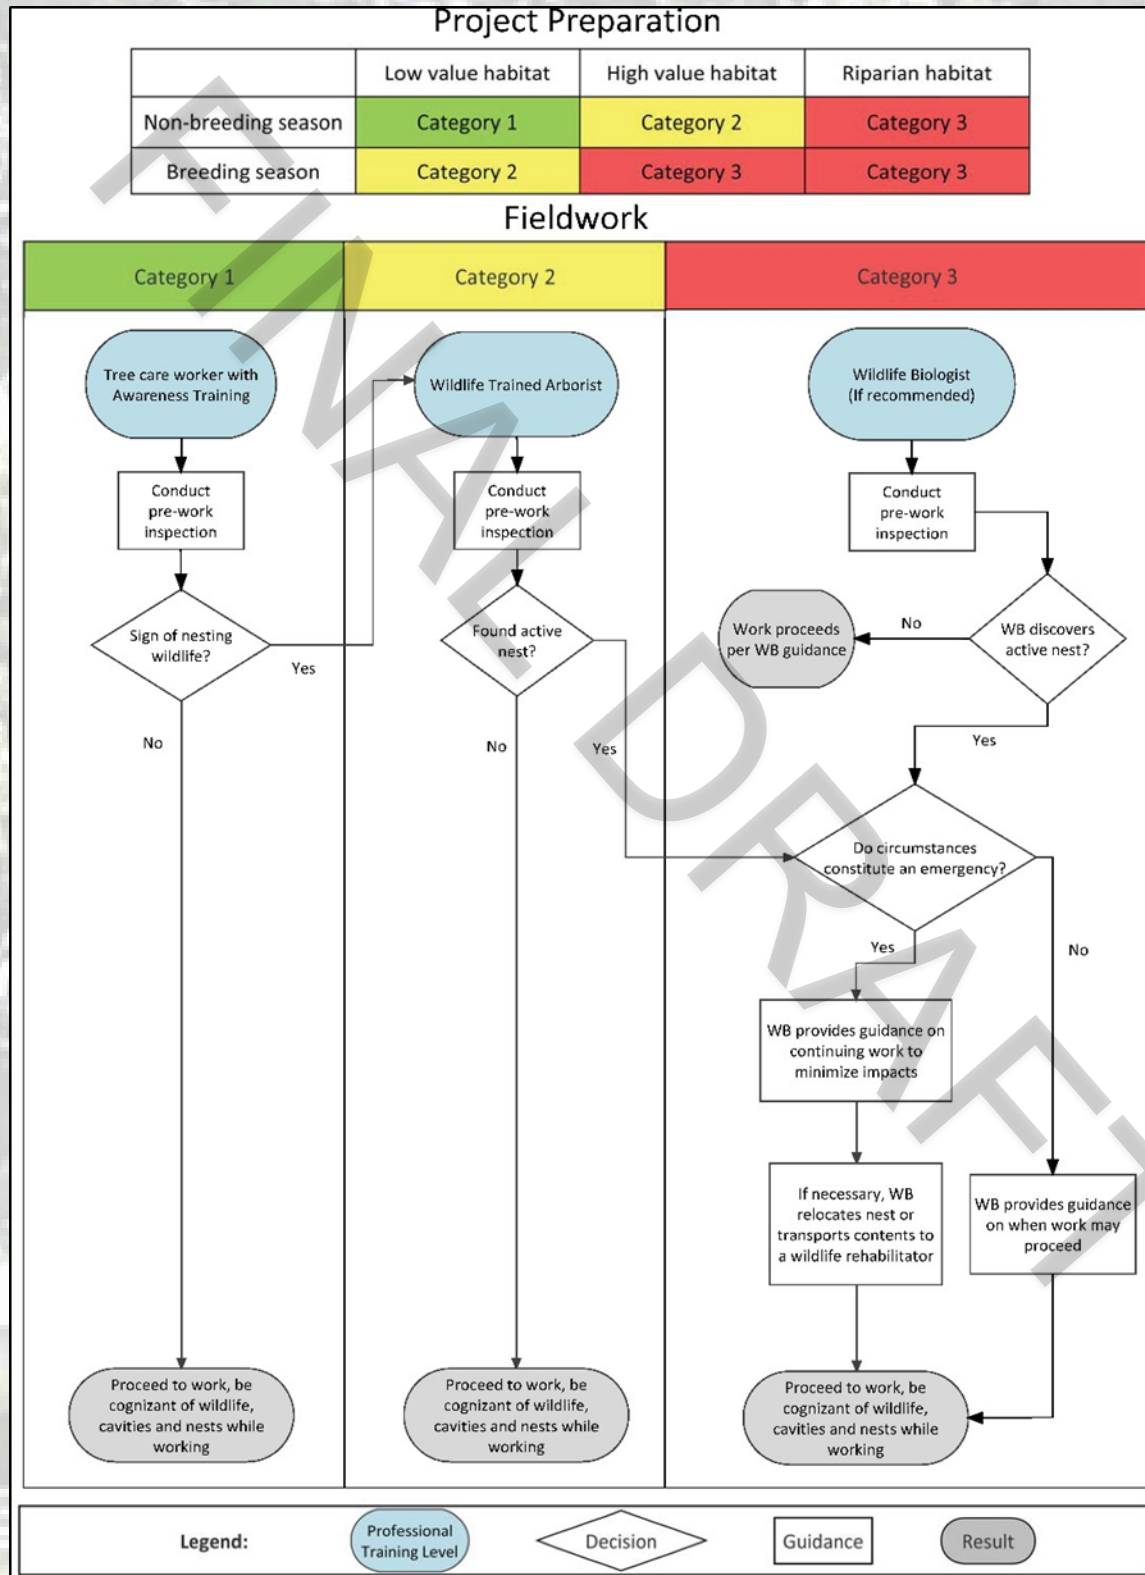 Project Preparation
Low value habitat High value habitat Riparian habitat
Non-breeding season Category 1 Category 2 Category 3
Breeding season Category 2 Category 3 Category 3
Fieldwork
Category 1 Category 2 Category 3
Tree care worker with
Awareness Training
Conduct
pre-work
inspection
Sign of nesting
wildlife?
Yes
No
Proceed to work, be
cognizant of wildlife,
cavities and nests while
working
Wildlife Trained Arborist
Conduct
pre-work
inspection
Found active
nest?
Yes
No
Proceed to work, be
cognizant of wildlife,
cavities and nests while
working
Wildlife Biologist
(If recommended)
Conduct
pre-work
inspection
WB discovers
active nest?
No
Work proceeds
per WB guidance
Yes
Do circumstances
constitute an emergency?
Yes
No
WB provides guidance on
continuing work to
minimize impacts
If necessary, WB
relocates nest or
transports contents to
a wildlife rehabilitator
WB provides guidance
on when work may
proceed
Proceed to work, be
cognizant of wildlife,
cavities and nests while
working
Legend:
Professional
Training Level
Decision
Guidance
Result
FINAL DRAFT